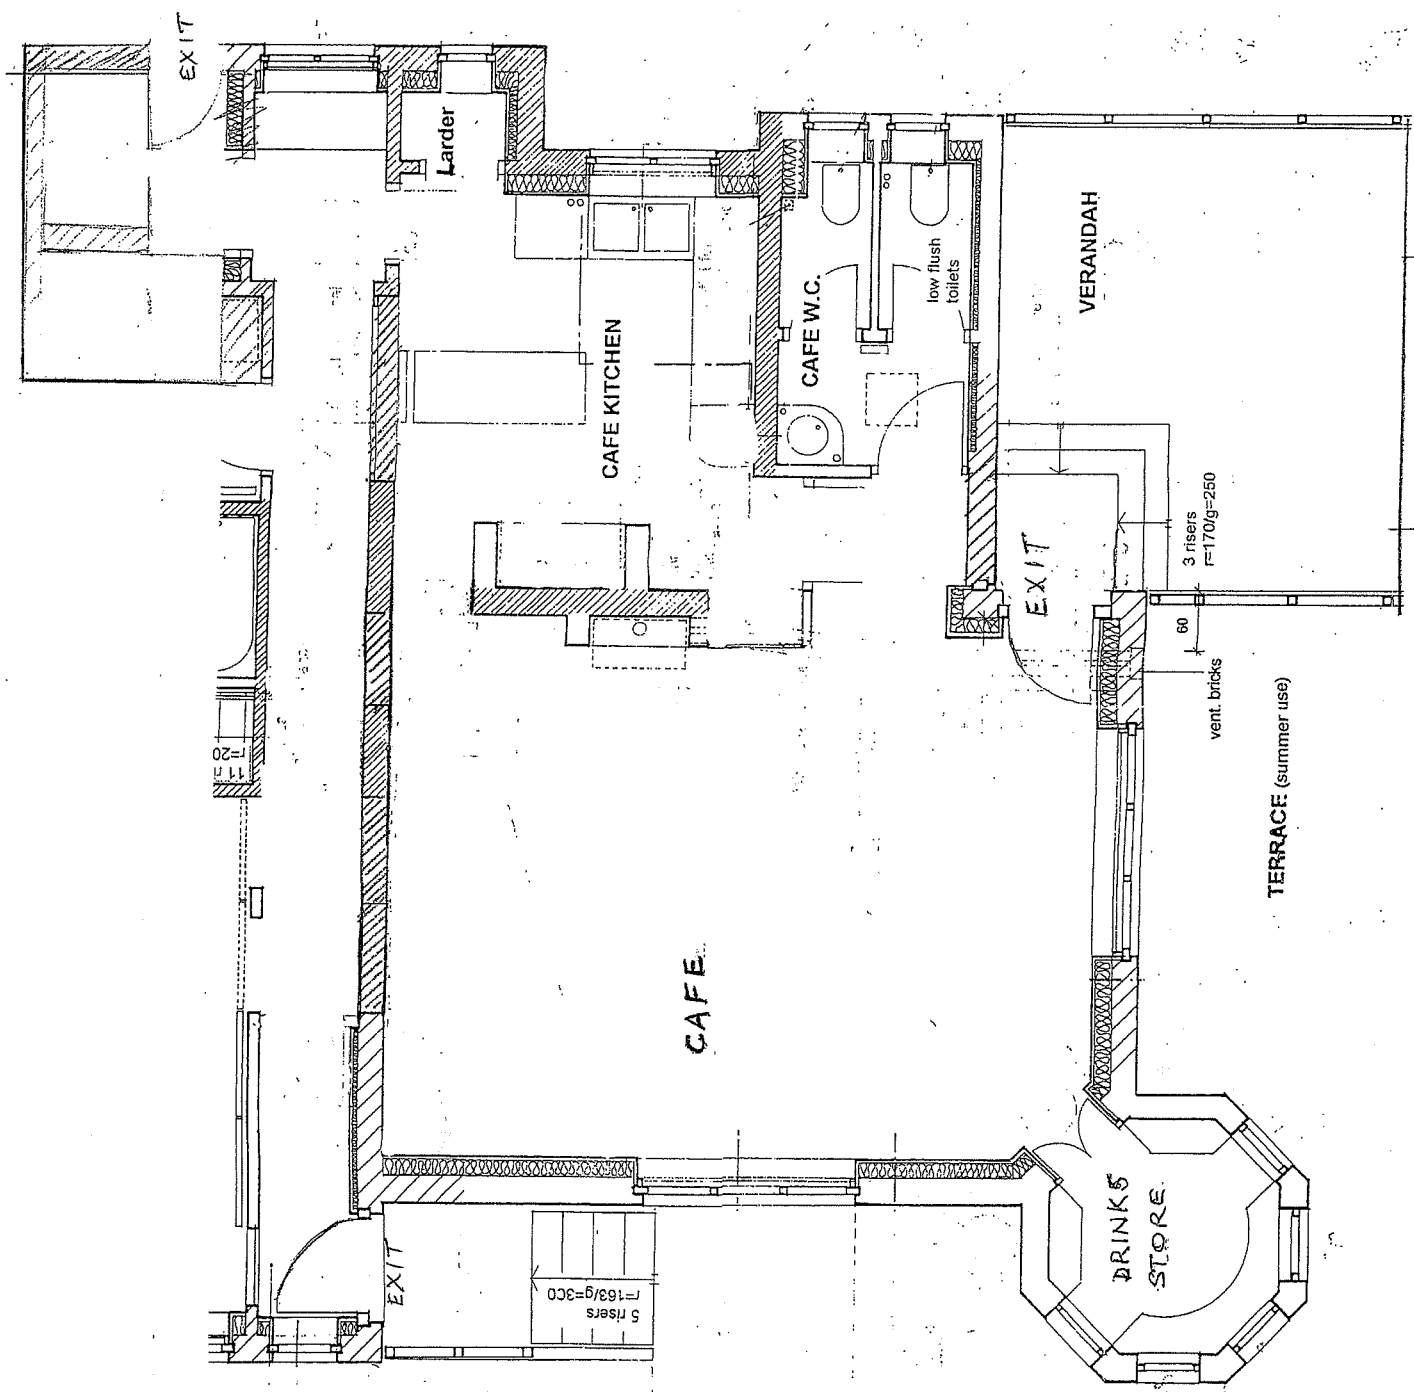 EXIT
Larder
CAFE KITCHEN
CAFE W.C.
low flush
toilets
VERANDAH
3 risers
r=170/g=250
EXIT
60
vent. bricks
TERRACE (summer use)
CAFE
DRINKS
STORE
EXIT
5 risers
r=163/g=300
r=20